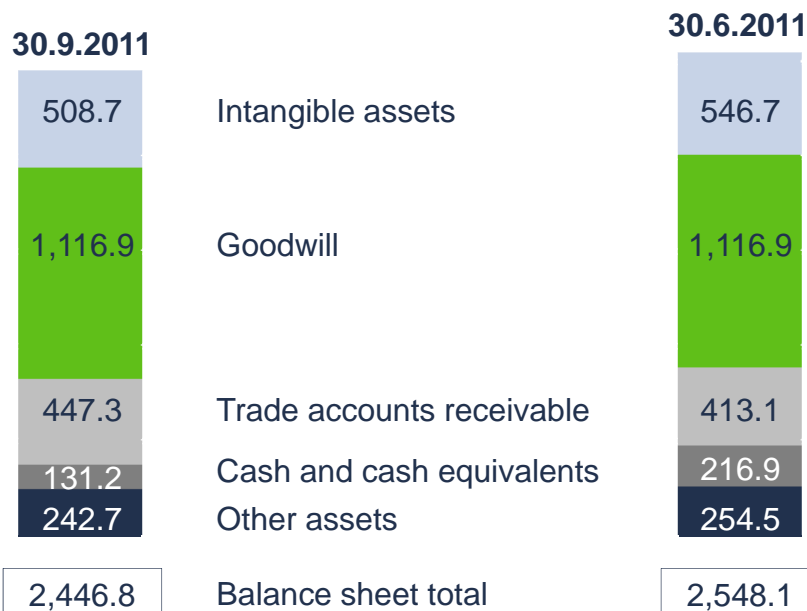 30.9.2011 30.6.2011
508.7 Intangible assets 546.7
1,116.9 Goodwill 1,116.9
447.3 Trade accounts receivable 413.1
131.2 Cash and cash equivalents 216.9
242.7 Other assets 254.5
2,446.8 Balance sheet total 2,548.1